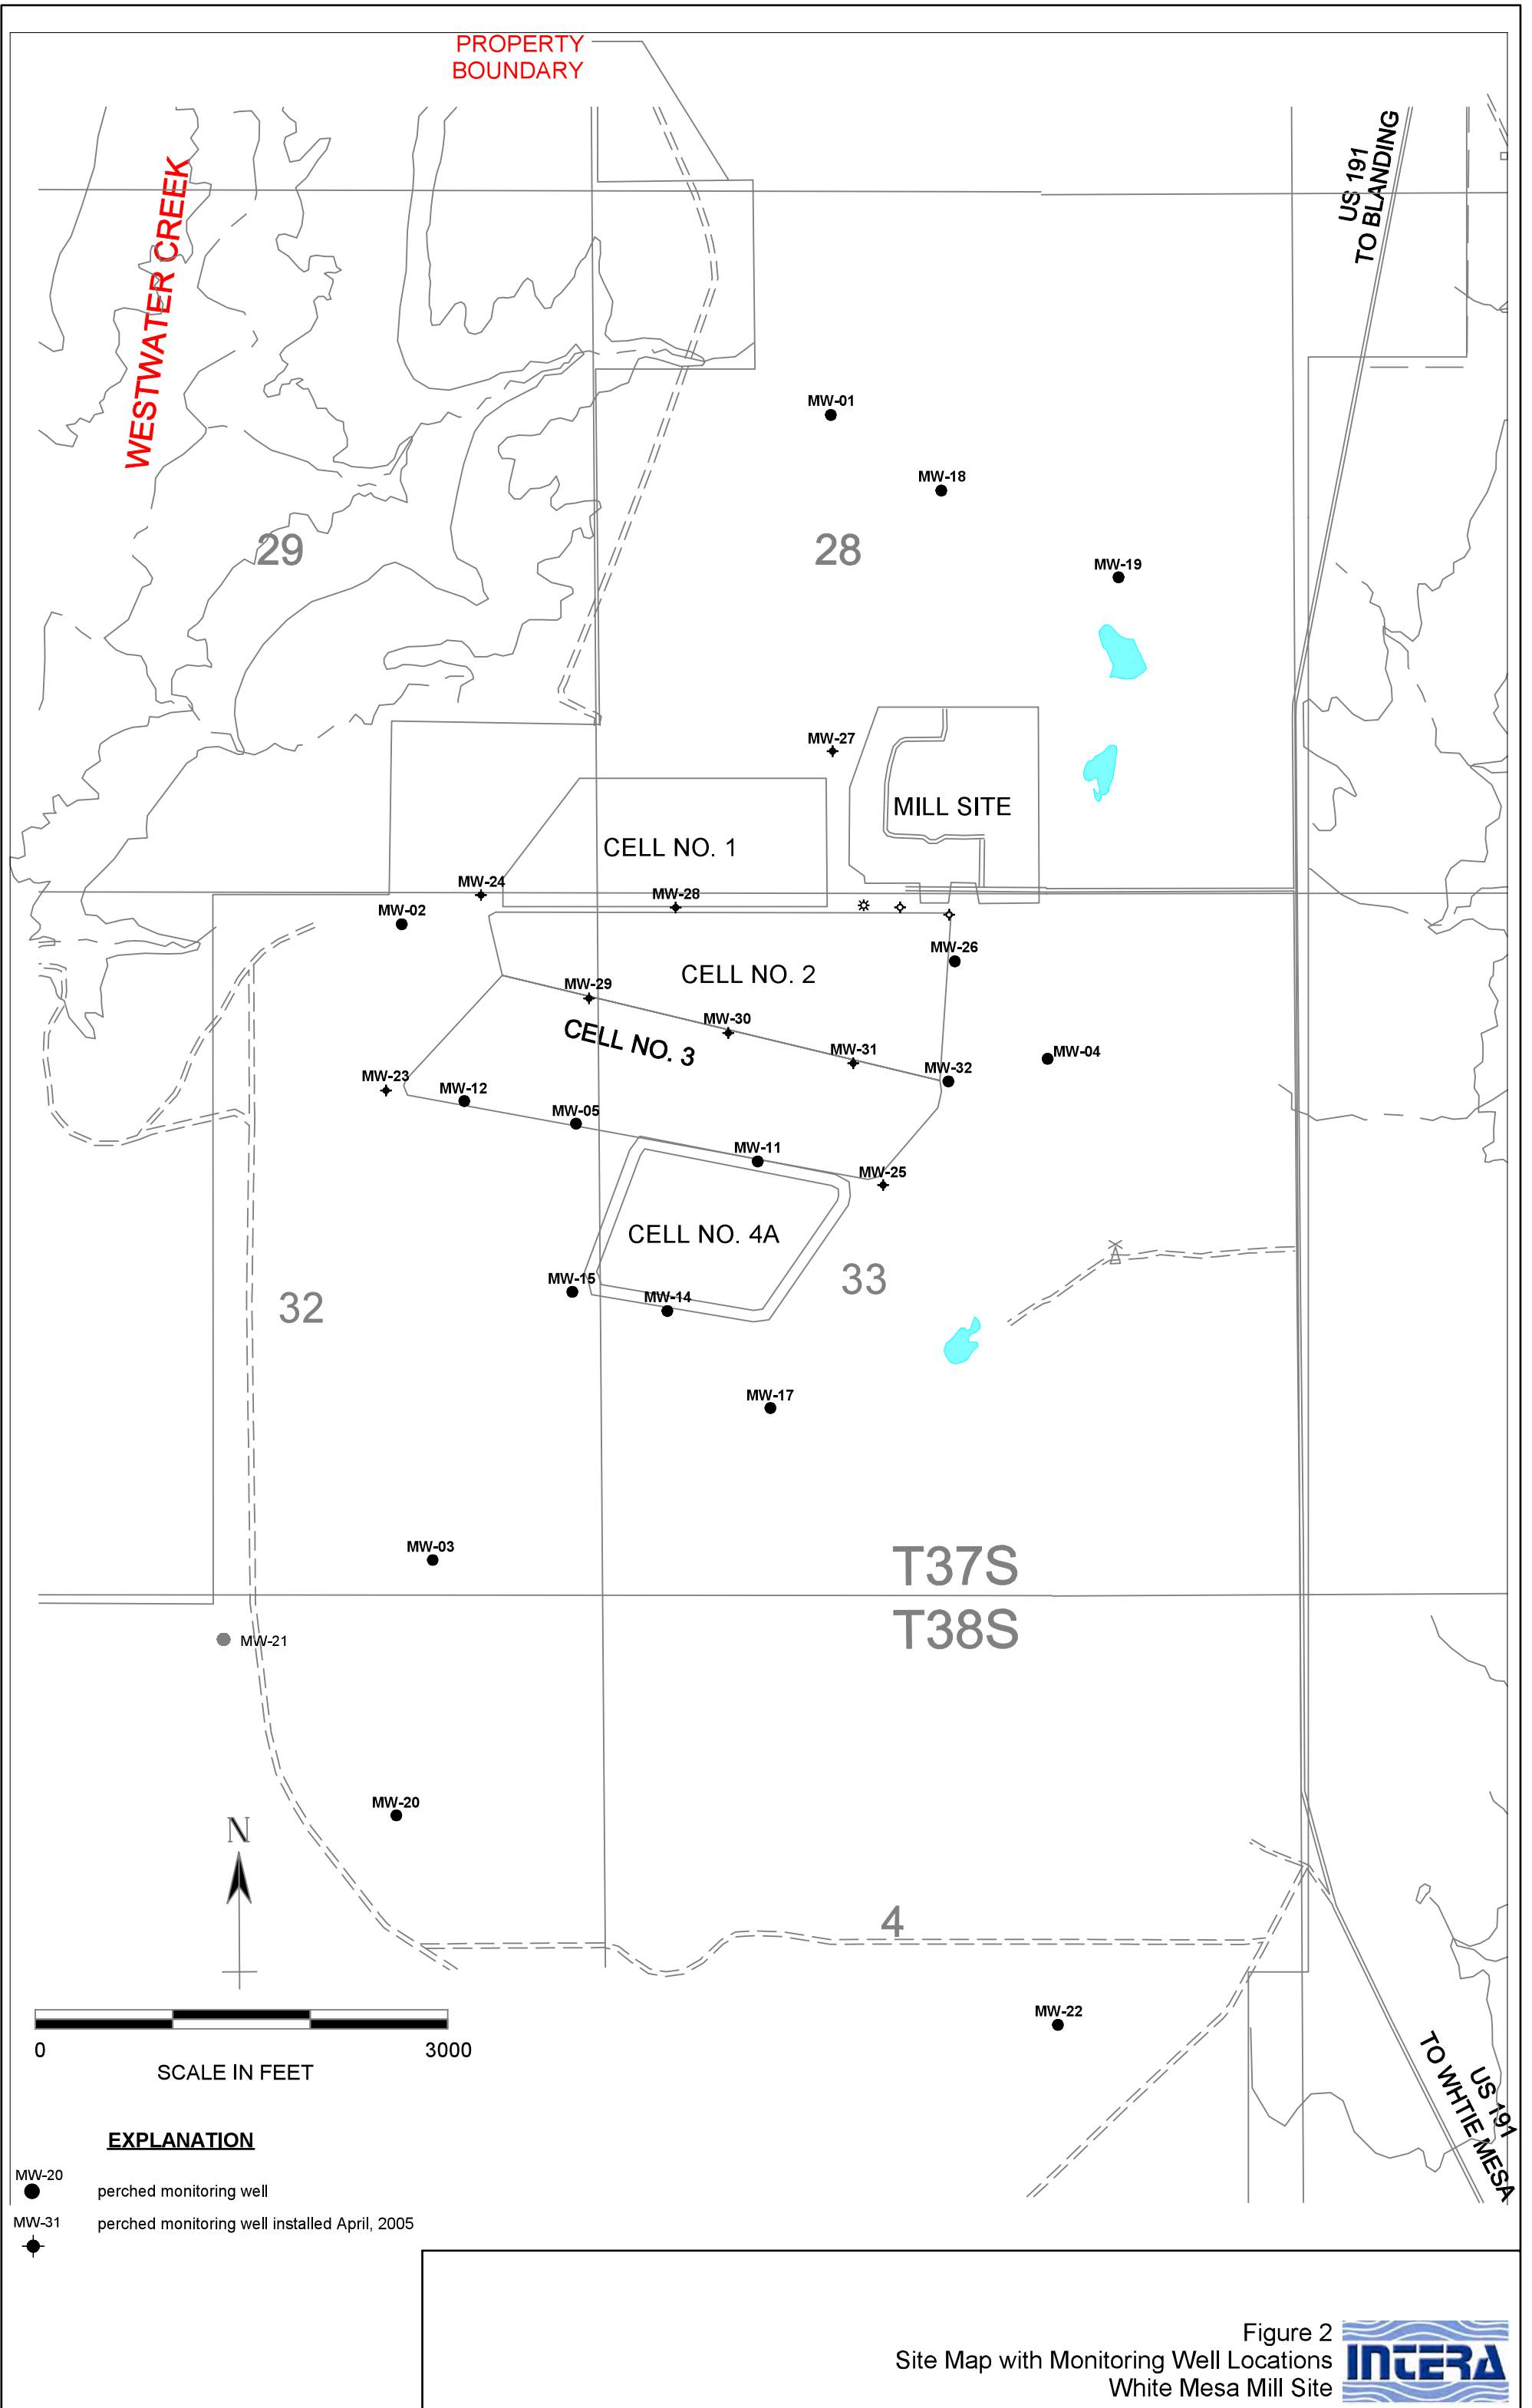 PROPERTY
BOUNDARY
US 191
TO BLANDING
WESTWATER CREEK
MW-01
MW-18
29
28
MW-19
MW-27
MILL SITE
CELL NO. 1
MW-24
MW-28
MW-02
MW-26
CELL NO. 2
MW-29
MW-30
CELL NO. 3
MW-31
MW-04
MW-32
MW-23
MW-12
MW-05
MW-11
MW-25
CELL NO. 4A
33
MW-15
MW-14
32
MW-17
MW-03
T37S
T38S
MW-21
MW-20
N
4
MW-22
0
3000
SCALE IN FEET
US 191
TO WHTIE MESA
EXPLANATION
MW-20
perched monitoring well
MW-31
perched monitoring well installed April, 2005
Figure 2
Site Map with Monitoring Well Locations
White Mesa Mill Site
INTERA